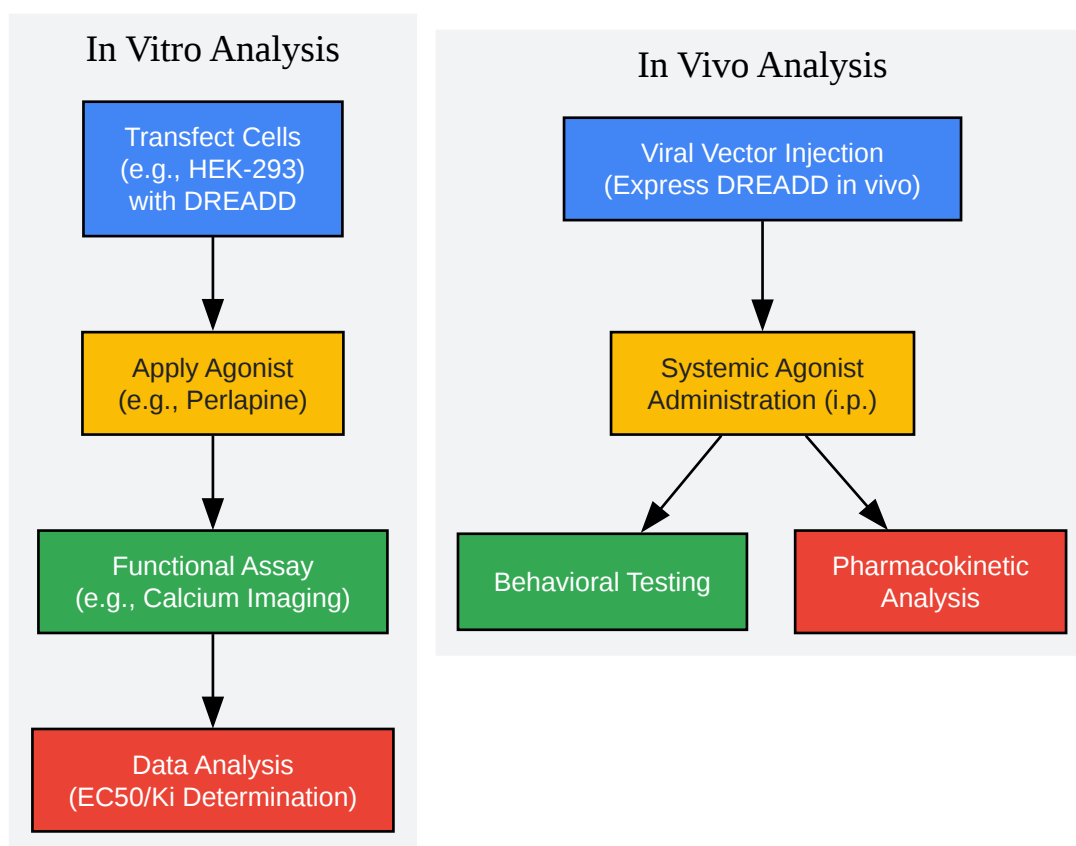 In Vitro Analysis
Transfect Cells
(e.g., HEK-293)
with DREADD
Apply Agonist
(e.g., Perlapine)
Functional Assay
(e.g., Calcium Imaging)
Data Analysis
(EC50/Ki Determination)
In Vivo Analysis
Viral Vector Injection
(Express DREADD in vivo)
Systemic Agonist
Administration (i.p.)
Behavioral Testing
Pharmacokinetic
Analysis